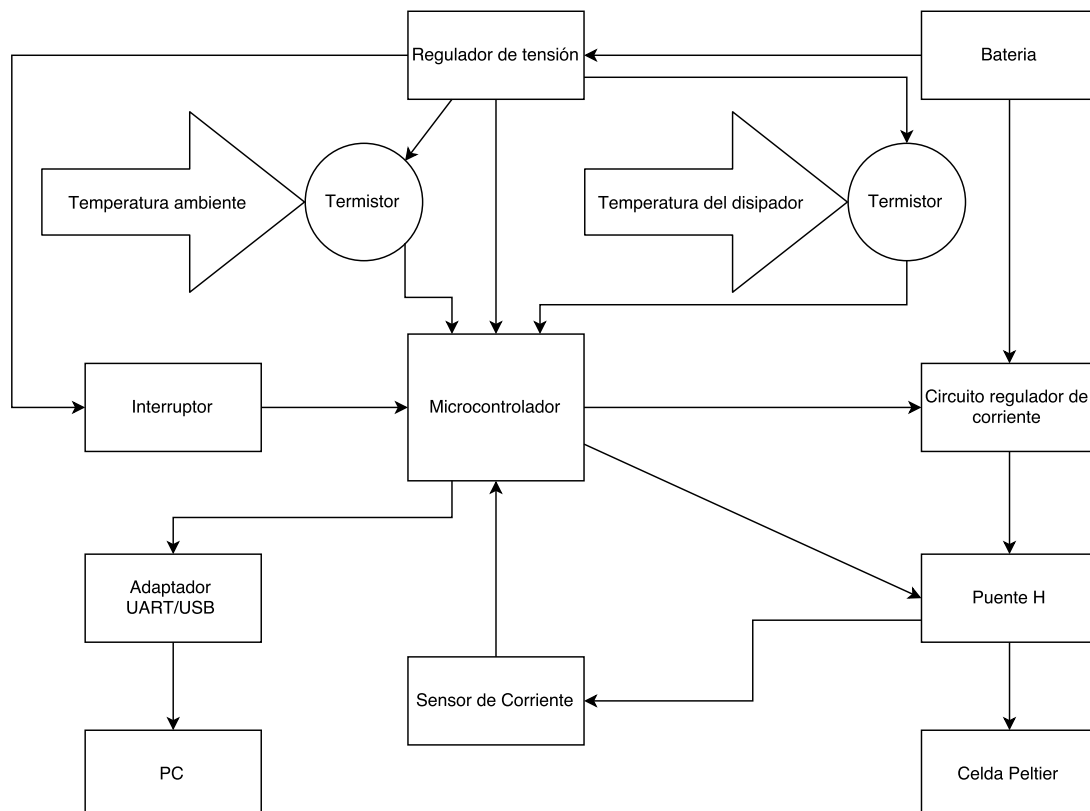 Regulador de tensión
Bateria
Temperatura ambiente
Termistor
Temperatura del disipador
Termistor
Interruptor
Microcontrolador
Circuito regulador de
corriente
Adaptador
UART/USB
Puente H
Sensor de Corriente
PC
Celda Peltier